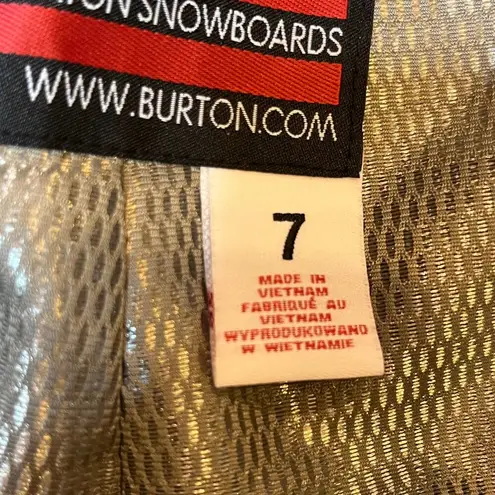 SNOWBOARDS
WWW.BURTON.COM
7
MADE IN
VIETNAM
FABRIQUÉ AU
VIETNAM
WYPRODUKOWANO
W WIETNAMIE